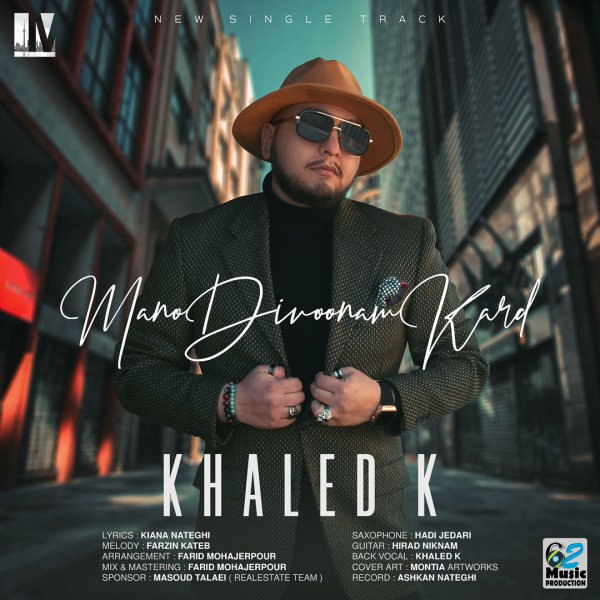 NEW SINGLE TRACK
Mano Divoonam Kard
KHALED K
LYRICS : KIANA NATEGHI
MELODY : FARZIN KATEB
ARRANGEMENT : FARID MOHAJERPOUR
MIX & MASTERING : FARID MOHAJERPOUR
SPONSOR : MASOUD TALAEI ( REALESTATE TEAM )
SAXOPHONE : HADI JEDARI
GUITAR : HIRAD NIKNAM
BACK VOCAL : KHALED K
COVER ART : MONTIA ARTWORKS
RECORD : ASHKAN NATEGHI
62
Music
PRODUCTION